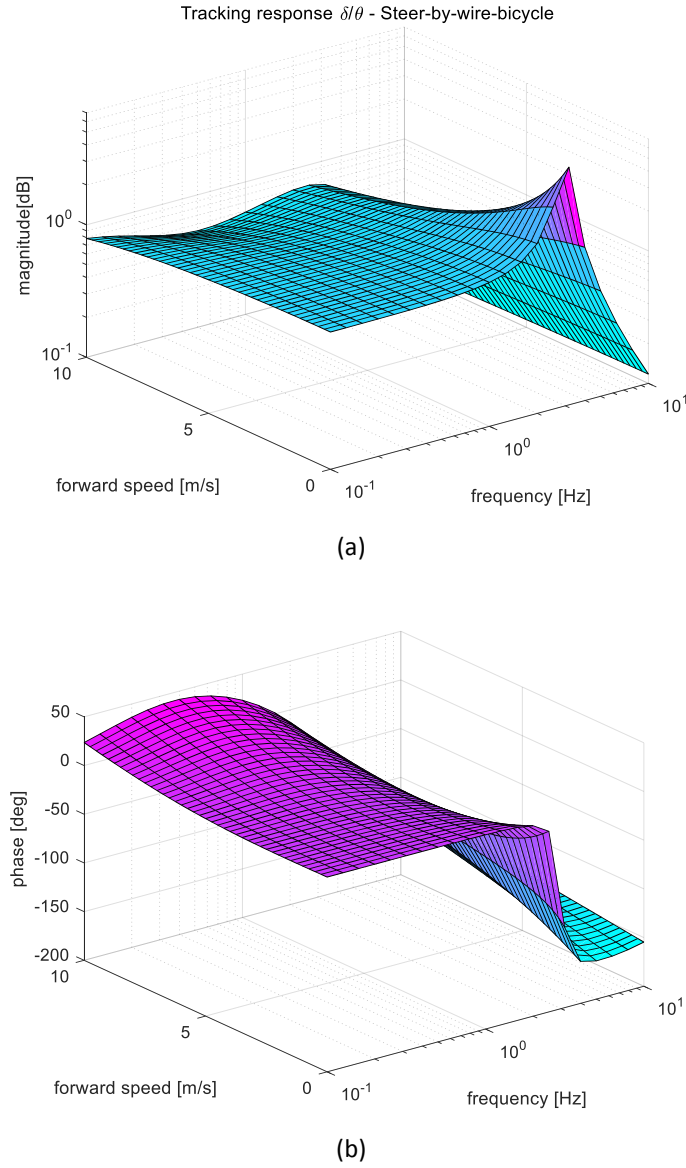 Tracking response δ/θ - Steer-by-wire-bicycle
magnitude[dB]
10⁰
10⁻¹
10
5
0
forward speed [m/s]
10⁻¹
10⁰
10¹
frequency [Hz]
(a)
phase [deg]
50
0
-50
-100
-150
-200
10
5
0
forward speed [m/s]
10⁻¹
10⁰
10¹
frequency [Hz]
(b)